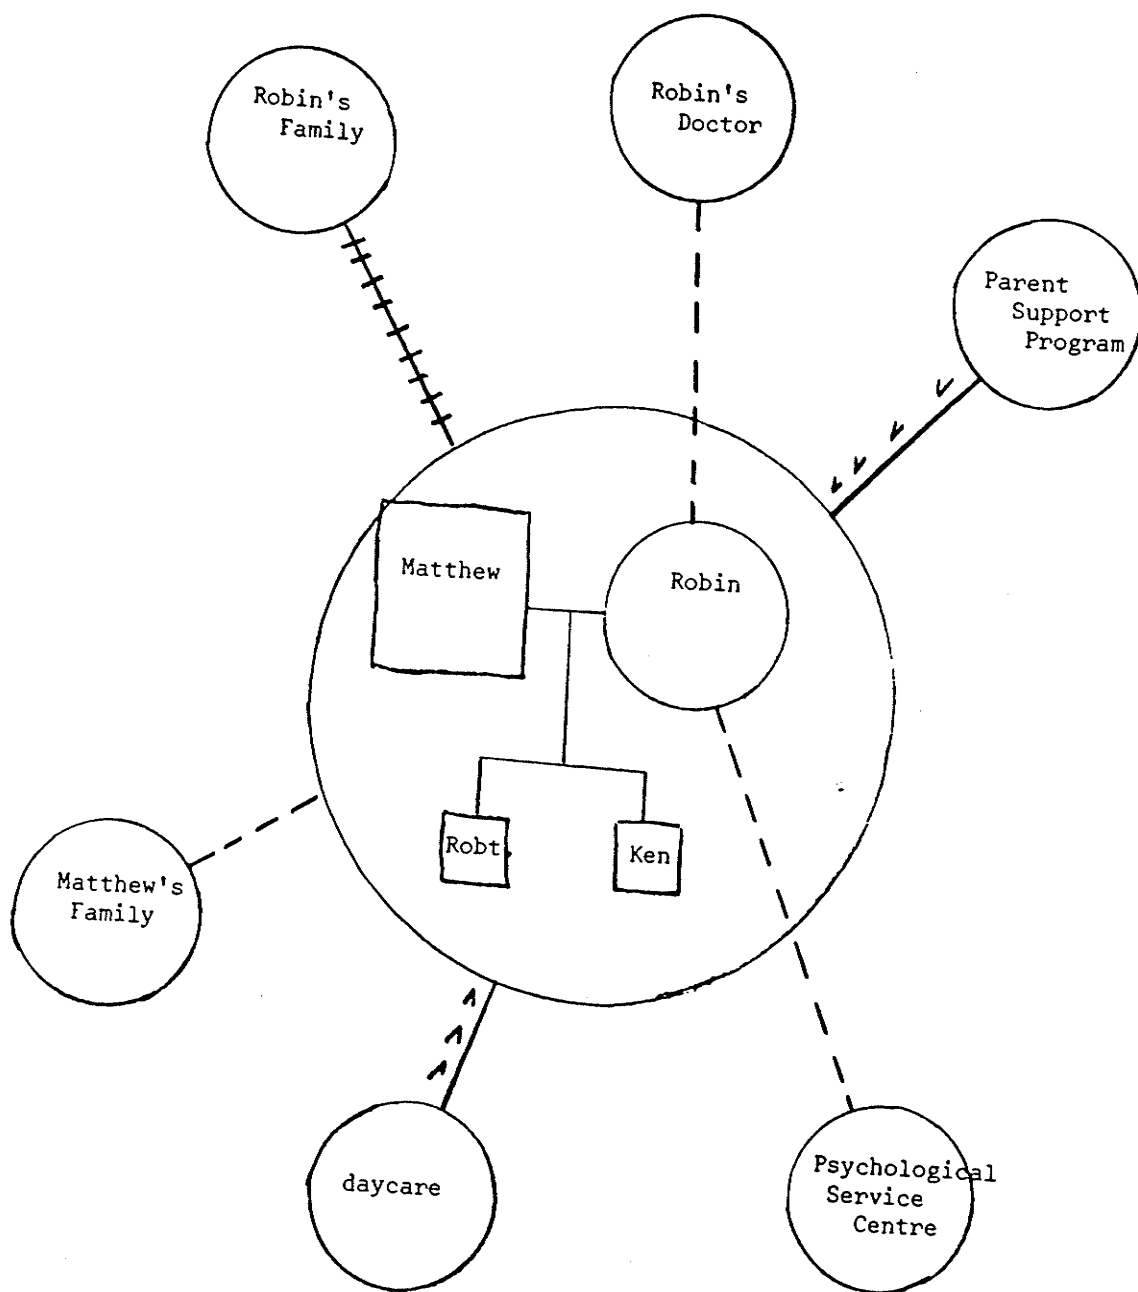 Robin's
Family
Robin's
Doctor
Parent
Support
Program
Matthew
Robin
Robt
Ken
Matthew's
Family
daycare
Psychological
Service
Centre